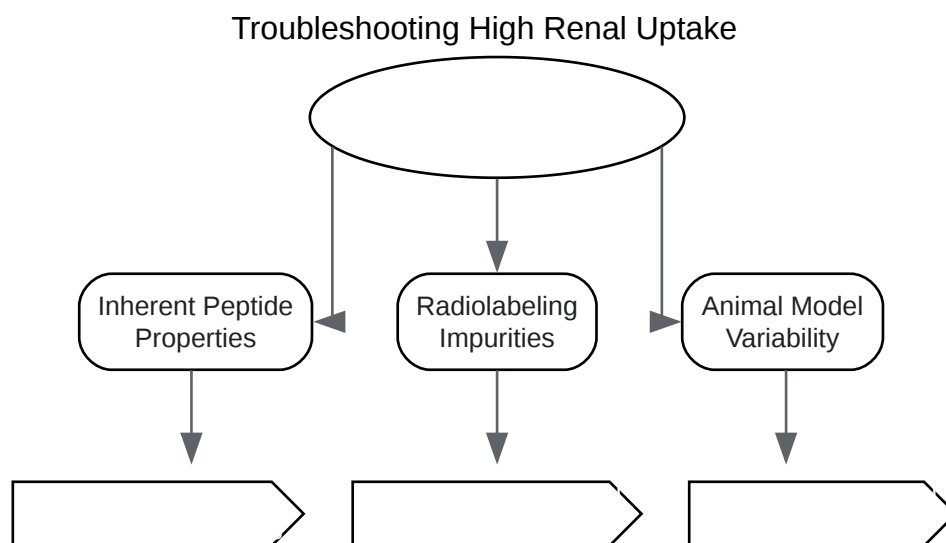 Troubleshooting High Renal Uptake
Inherent Peptide
Properties
Radiolabeling
Impurities
Animal Model
Variability